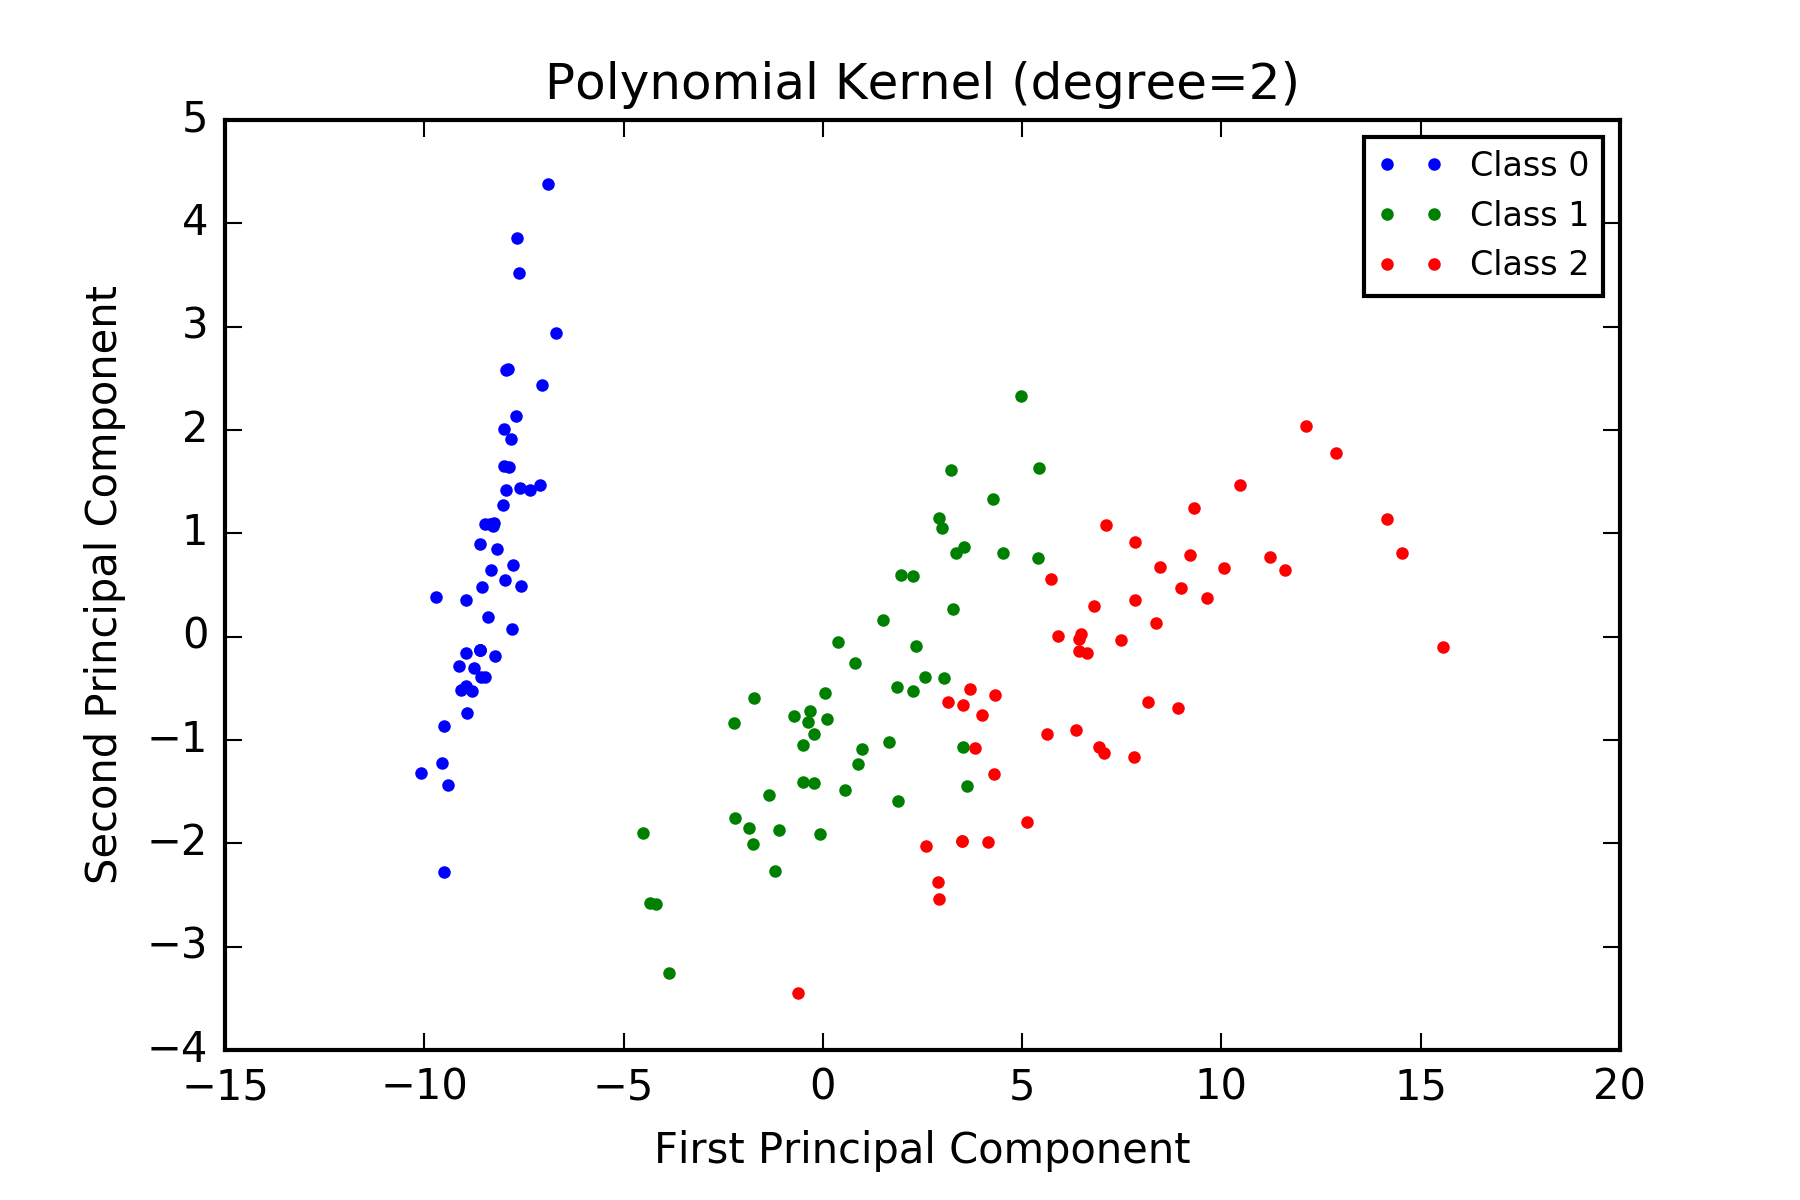 Polynomial Kernel (degree=2)
5
4
3
2
1
0
−1
−2
−3
−4
Second Principal Component
Class 0
Class 1
Class 2
−15 −10 −5 0 5 10 15 20
First Principal Component